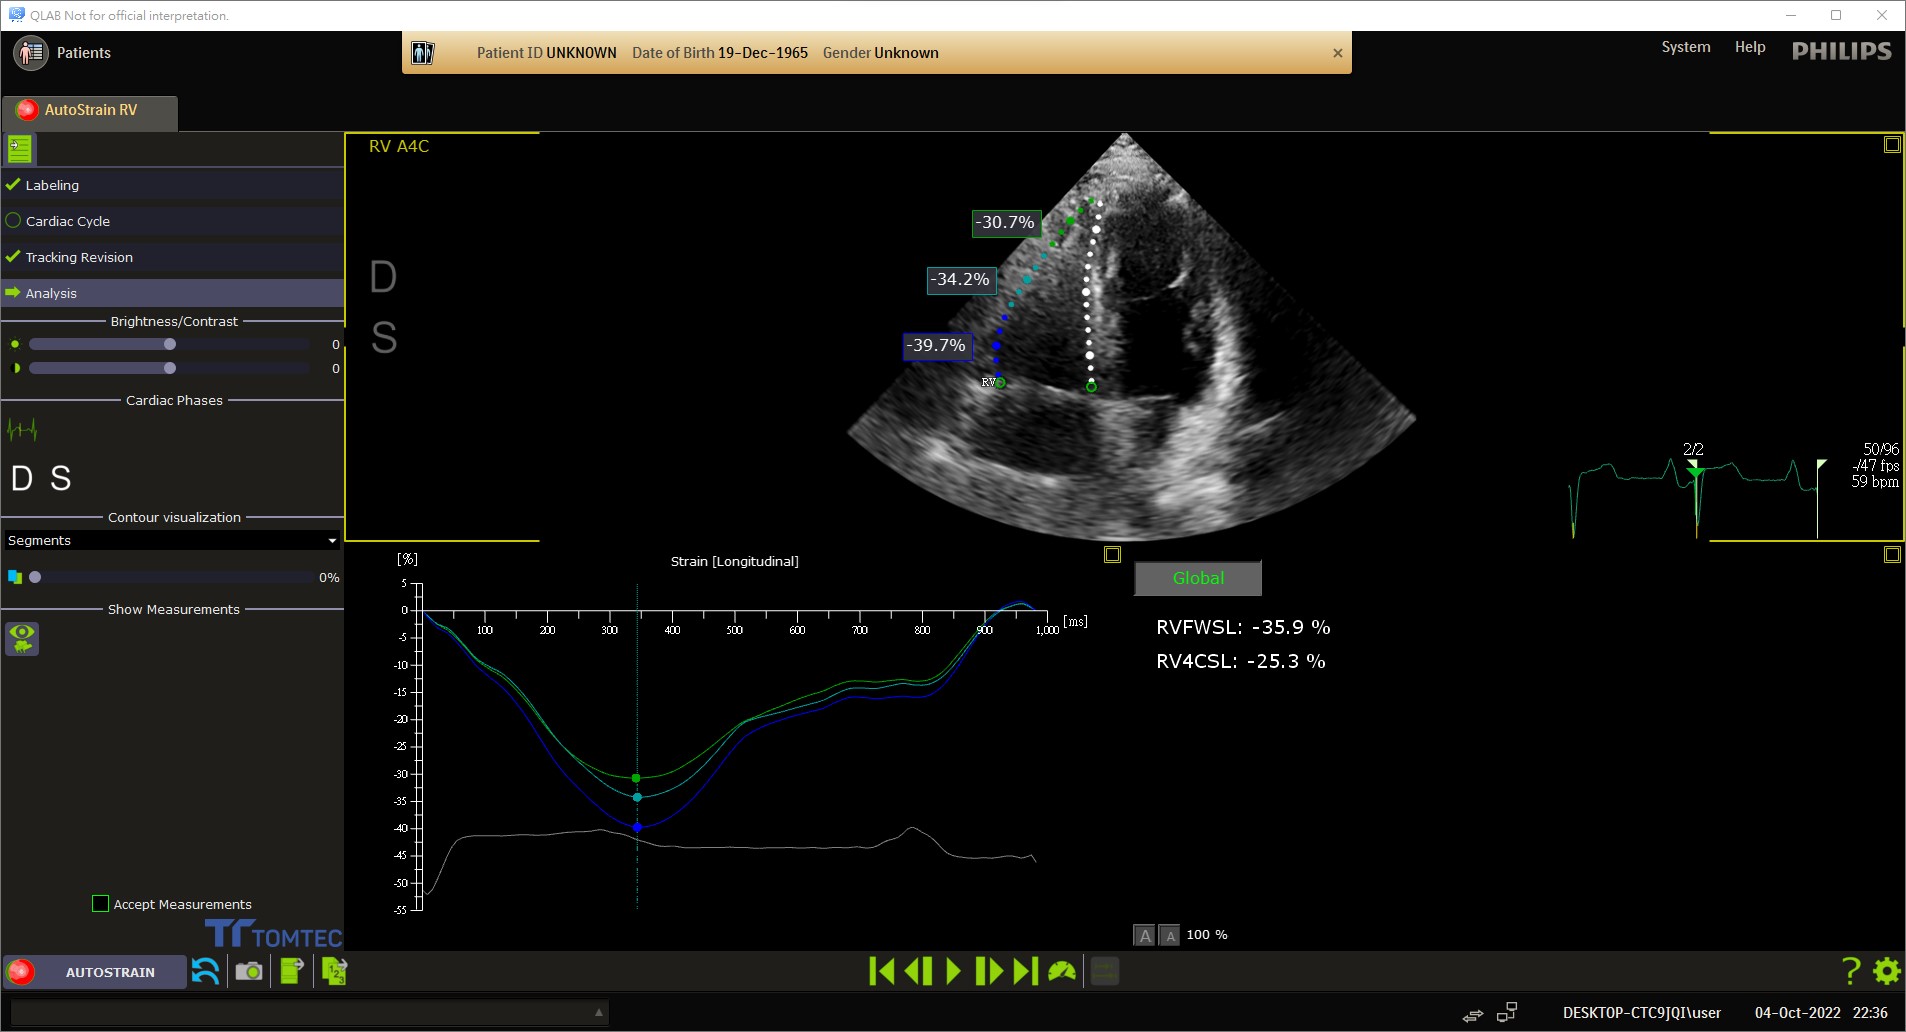 QLAB Not for official interpretation.
Patients
Patient ID UNKNOWN Date of Birth 19-Dec-1965 Gender Unknown
System Help PHILIPS
AutoStrain RV
Labeling
Cardiac Cycle
Tracking Revision
Analysis
Brightness/Contrast
0
0
Cardiac Phases
D S
Contour visualization
Segments
0%
Show Measurements
Accept Measurements
TOMTEC
RV A4C
D
S
-30.7%
-34.2%
-39.7%
RV
2/2
50/96
-/47 fps
59 bpm
[%]
Strain [Longitudinal]
5
0
-5
-10
-15
-20
-25
-30
-35
-40
-45
-50
-55
100 200 300 400 500 600 700 800 900 1,000 [ms]
Global
RVFWSL: -35.9 %
RV4CSL: -25.3 %
A A 100 %
AUTOSTRAIN
1 2 3
?
DESKTOP-CTC9JQI\user 04-Oct-2022 22:36